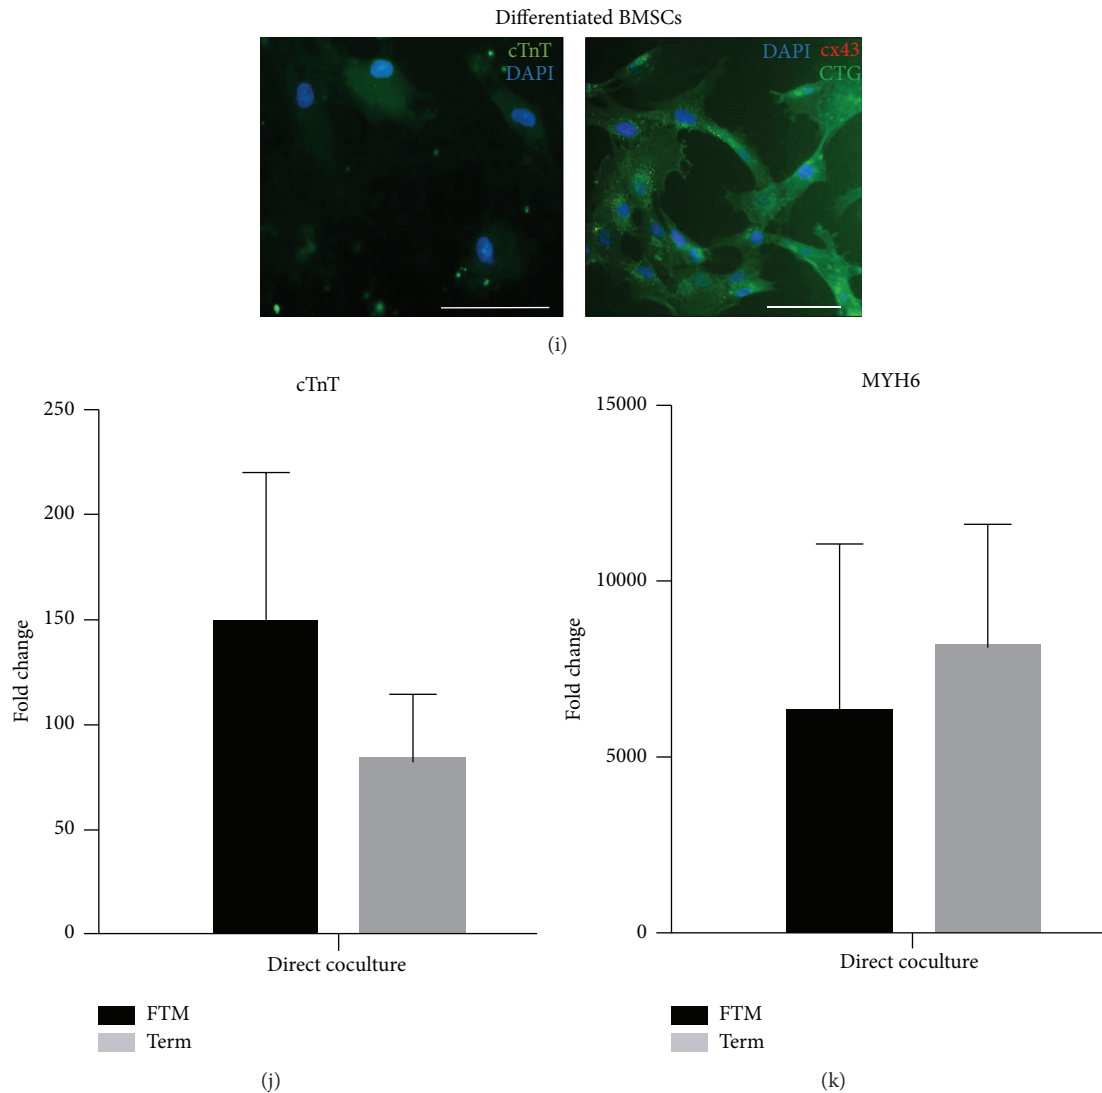 Differentiated BMSCs
cTnT
DAPI
DAPI cx43
CTG
(i)
cTnT
250
200
150
100
50
0
Fold change
Direct coculture
FTM
Term
(j)
MYH6
15000
10000
5000
0
Fold change
Direct coculture
FTM
Term
(k)